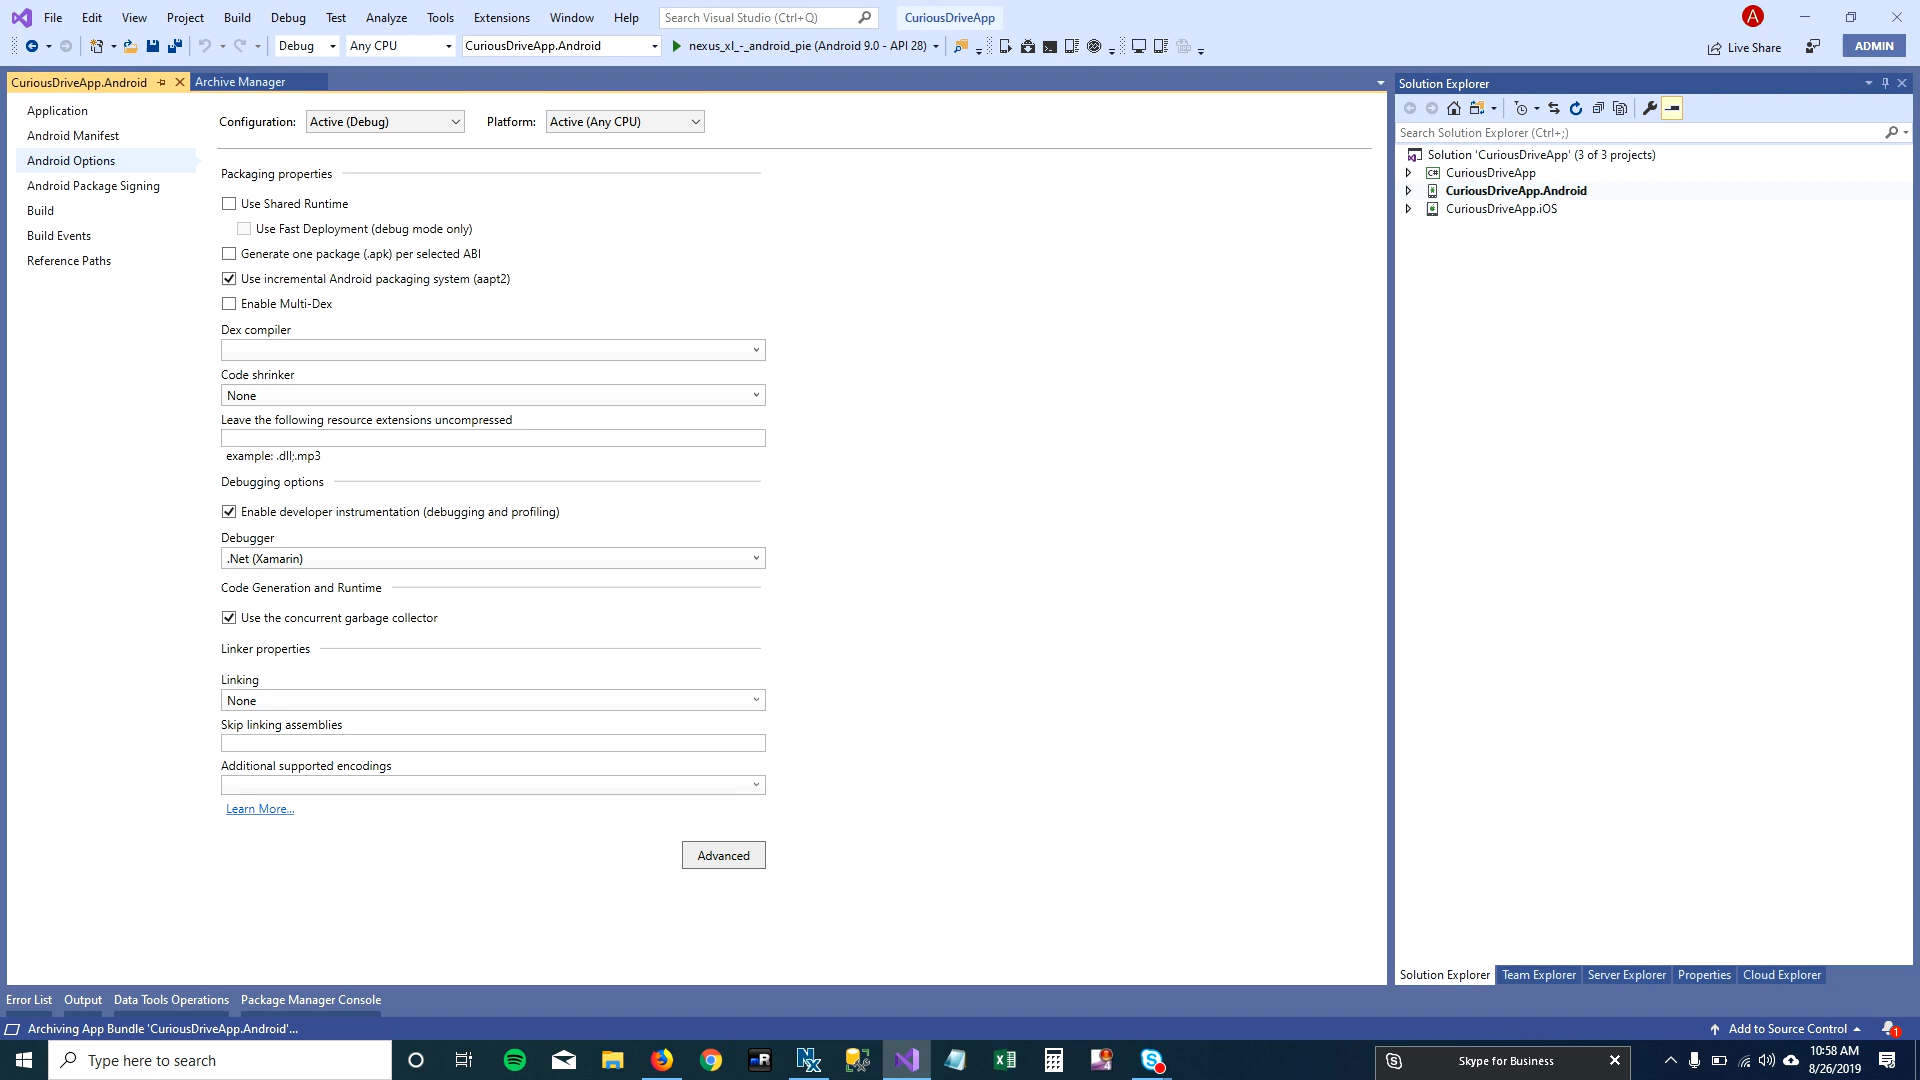 File Edit View Project Build Debug Test Analyze Tools Extensions Window Help Search Visual Studio (Ctrl+Q) CuriousDriveApp A
Debug Any CPU CuriousDriveApp.Android nexus_xl_-_android_pie (Android 9.0 - API 28) Live Share ADMIN
CuriousDriveApp.Android Archive Manager
Application
Android Manifest
Android Options
Android Package Signing
Build
Build Events
Reference Paths
Configuration: Active (Debug) Platform: Active (Any CPU)
Packaging properties
Use Shared Runtime
Use Fast Deployment (debug mode only)
Generate one package (.apk) per selected ABI
Use incremental Android packaging system (aapt2)
Enable Multi-Dex
Dex compiler
Code shrinker
None
Leave the following resource extensions uncompressed
example: .dll;.mp3
Debugging options
Enable developer instrumentation (debugging and profiling)
Debugger
.Net (Xamarin)
Code Generation and Runtime
Use the concurrent garbage collector
Linker properties
Linking
None
Skip linking assemblies
Additional supported encodings
Learn More...
Advanced
Solution Explorer
Search Solution Explorer (Ctrl+;)
Solution 'CuriousDriveApp' (3 of 3 projects)
C# CuriousDriveApp
CuriousDriveApp.Android
CuriousDriveApp.iOS
Solution Explorer Team Explorer Server Explorer Properties Cloud Explorer
Error List Output Data Tools Operations Package Manager Console
Archiving App Bundle 'CuriousDriveApp.Android'... Add to Source Control 1
Type here to search Skype for Business 10:58 AM
8/26/2019